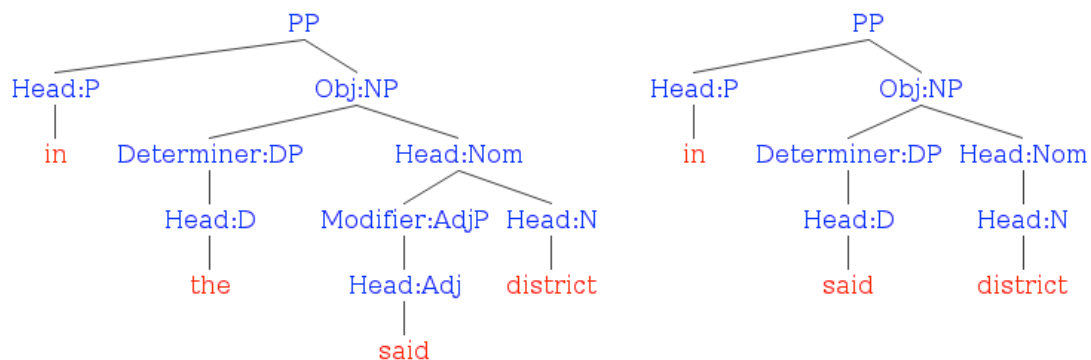 PP PP
Head:P Obj:NP Head:P Obj:NP
in Determiner:DP Head:Nom in Determiner:DP Head:Nom
Head:D Modifier:AdjP Head:N Head:D Head:N
the Head:Adj district said district
said